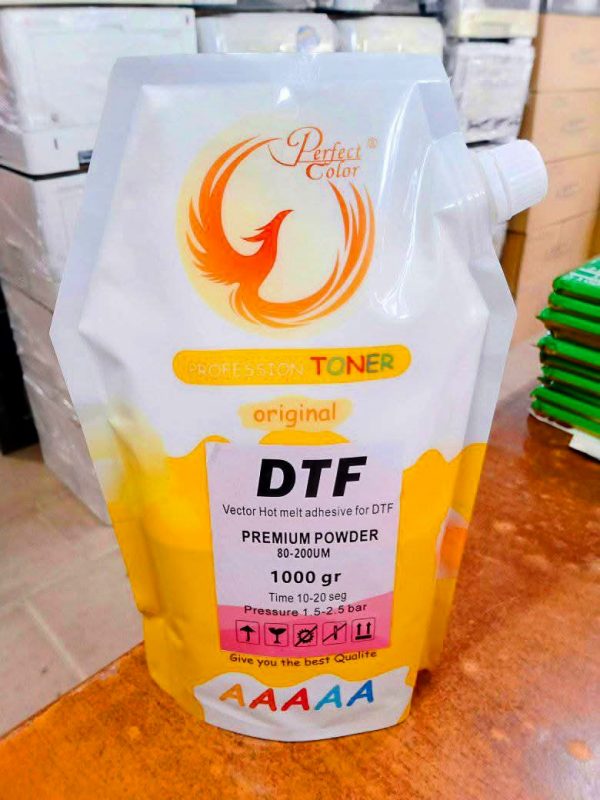 Perfect ®
Color
PROFESSION TONER
original
DTF
Vector Hot melt adhesive for DTF
PREMIUM POWDER
80-200UM
1000 gr
Time 10-20 seg
Pressure 1.5-2.5 bar
Give you the best Qualite
AAAAA